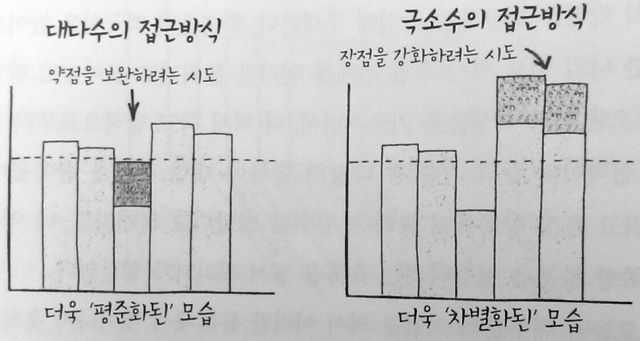 대다수의 접근방식
약점을 보완하려는 시도
더욱 '평준화된' 모습
극소수의 접근방식
장점을 강화하려는 시도
더욱 '차별화된' 모습